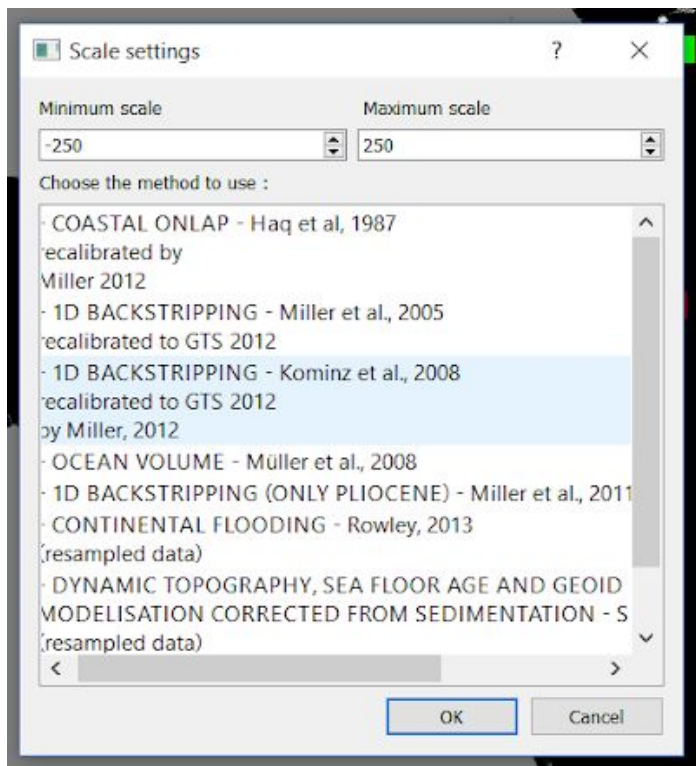 Scale settings
?
Minimum scale Maximum scale
-250 250
Choose the method to use :
- COASTAL ONLAP - Haq et al, 1987
recalibrated by
Miller 2012
- 1D BACKSTRIPPING - Miller et al., 2005
recalibrated to GTS 2012
- 1D BACKSTRIPPING - Kominz et al., 2008
recalibrated to GTS 2012
by Miller, 2012
- OCEAN VOLUME - Müller et al., 2008
- 1D BACKSTRIPPING (ONLY PLIOCENE) - Miller et al., 2011
- CONTINENTAL FLOODING - Rowley, 2013
(resampled data)
- DYNAMIC TOPOGRAPHY, SEA FLOOR AGE AND GEOID
MODELISATION CORRECTED FROM SEDIMENTATION - S
(resampled data)
OK Cancel